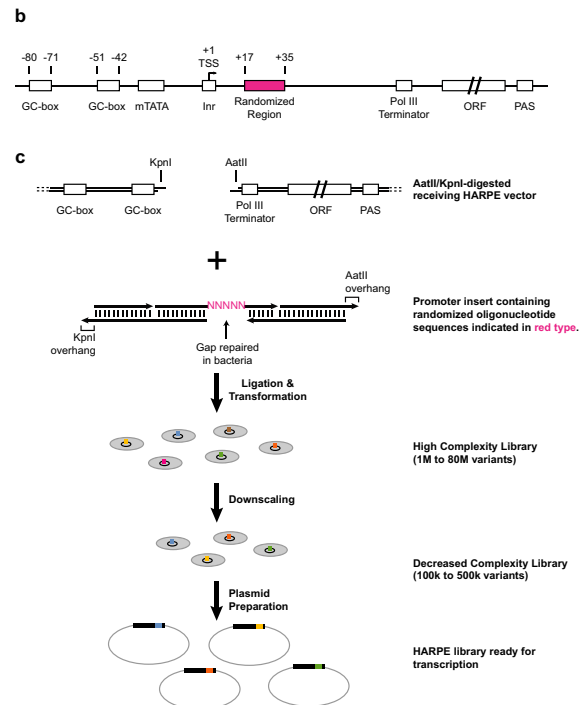 b
-80 -71 -51 -42 +1 +17 +35
TSS
GC-box GC-box mTATA Inr Randomized Region Pol III Terminator ORF PAS
c
KpnI AatII
GC-box GC-box Pol III Terminator ORF PAS
AatII/KpnI-digested
receiving HARPE vector
+
AatII
overhang
NNNNN
KpnI
overhang
Gap repaired
in bacteria
Promoter insert containing
randomized oligonucleotide
sequences indicated in red type.
Ligation &
Transformation
High Complexity Library
(1M to 80M variants)
Downscaling
Decreased Complexity Library
(100k to 500k variants)
Plasmid
Preparation
HARPE library ready for
transcription